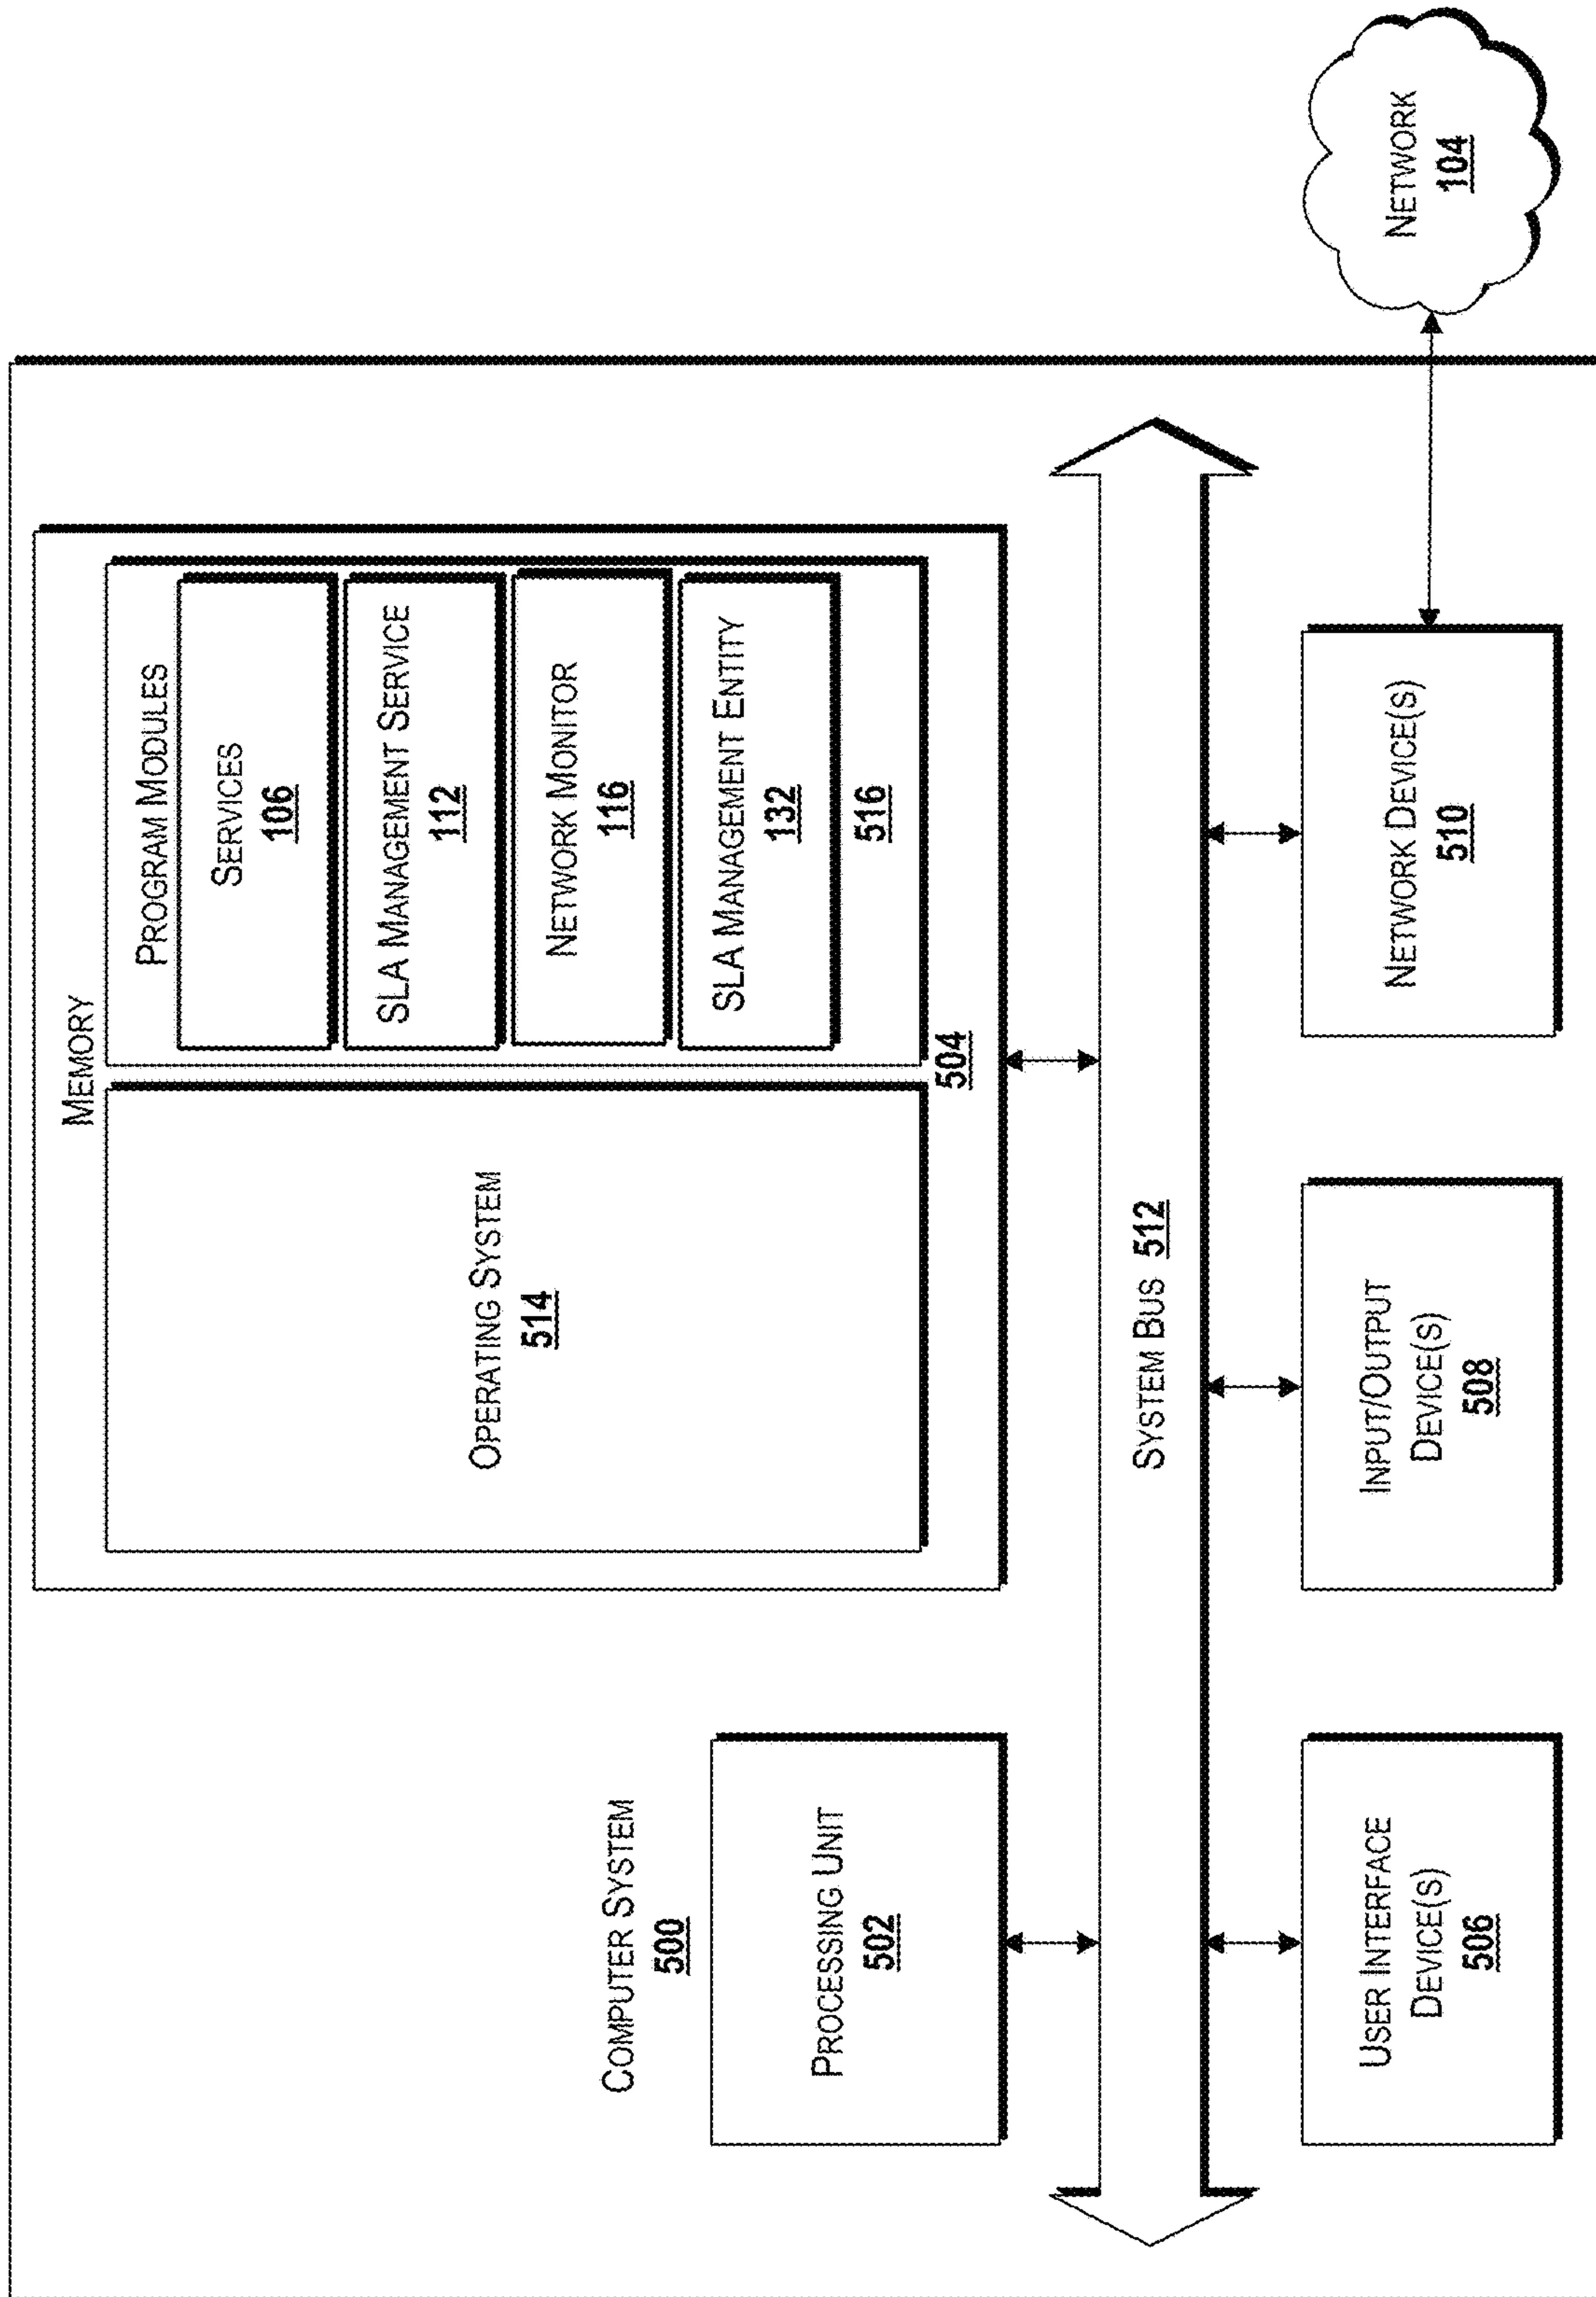 COMPUTER SYSTEM
500
PROCESSING UNIT
502
MEMORY
OPERATING SYSTEM
514
PROGRAM MODULES
SERVICES
106
SLA MANAGEMENT SERVICE
112
NETWORK MONITOR
116
SLA MANAGEMENT ENTITY
132
516
504
SYSTEM BUS 512
USER INTERFACE
DEVICE(S)
506
INPUT/OUTPUT
DEVICE(S)
508
NETWORK DEVICE(S)
510
NETWORK
104